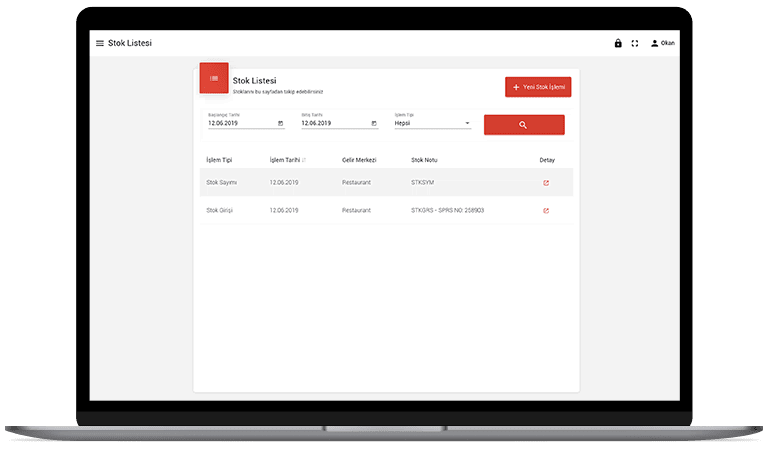 Stok Listesi
Okan
Stok Listesi
Stoklarını bu sayfadan takip edebilirsiniz
+ Yeni Stok İşlemi
Başlangıç Tarihi
Bitiş Tarihi
İşlem Tipi
12.06.2019
12.06.2019
Hepsi
İşlem Tipi İşlem Tarihi Gelir Merkezi Stok Notu Detay
Stok Sayımı 12.06.2019 Restaurant STKSYM
Stok Girişi 12.06.2019 Restaurant STKGRS - SPRS NO: 258903